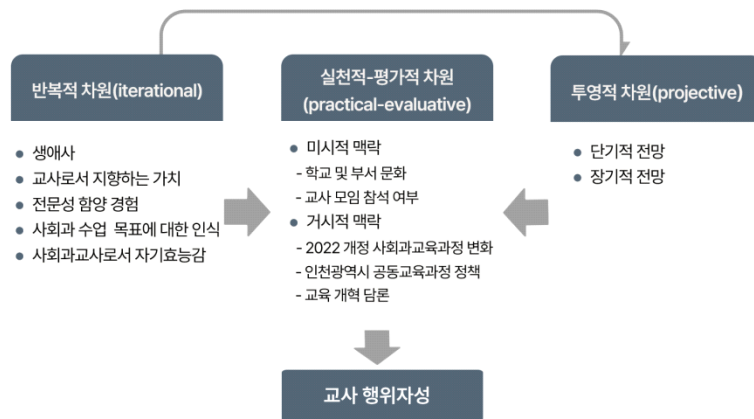 반복적 차원(iterational)
● 생애사
● 교사로서 지향하는 가치
● 전문성 함양 경험
● 사회과 수업 목표에 대한 인식
● 사회과교사로서 자기효능감
실천적-평가적 차원
(practical-evaluative)
● 미시적 맥락
- 학교 및 부서 문화
- 교사 모임 참석 여부
● 거시적 맥락
- 2022 개정 사회과교육과정 변화
- 인천광역시 공동교육과정 정책
- 교육 개혁 담론
투영적 차원(projective)
● 단기적 전망
● 장기적 전망
교사 행위자성